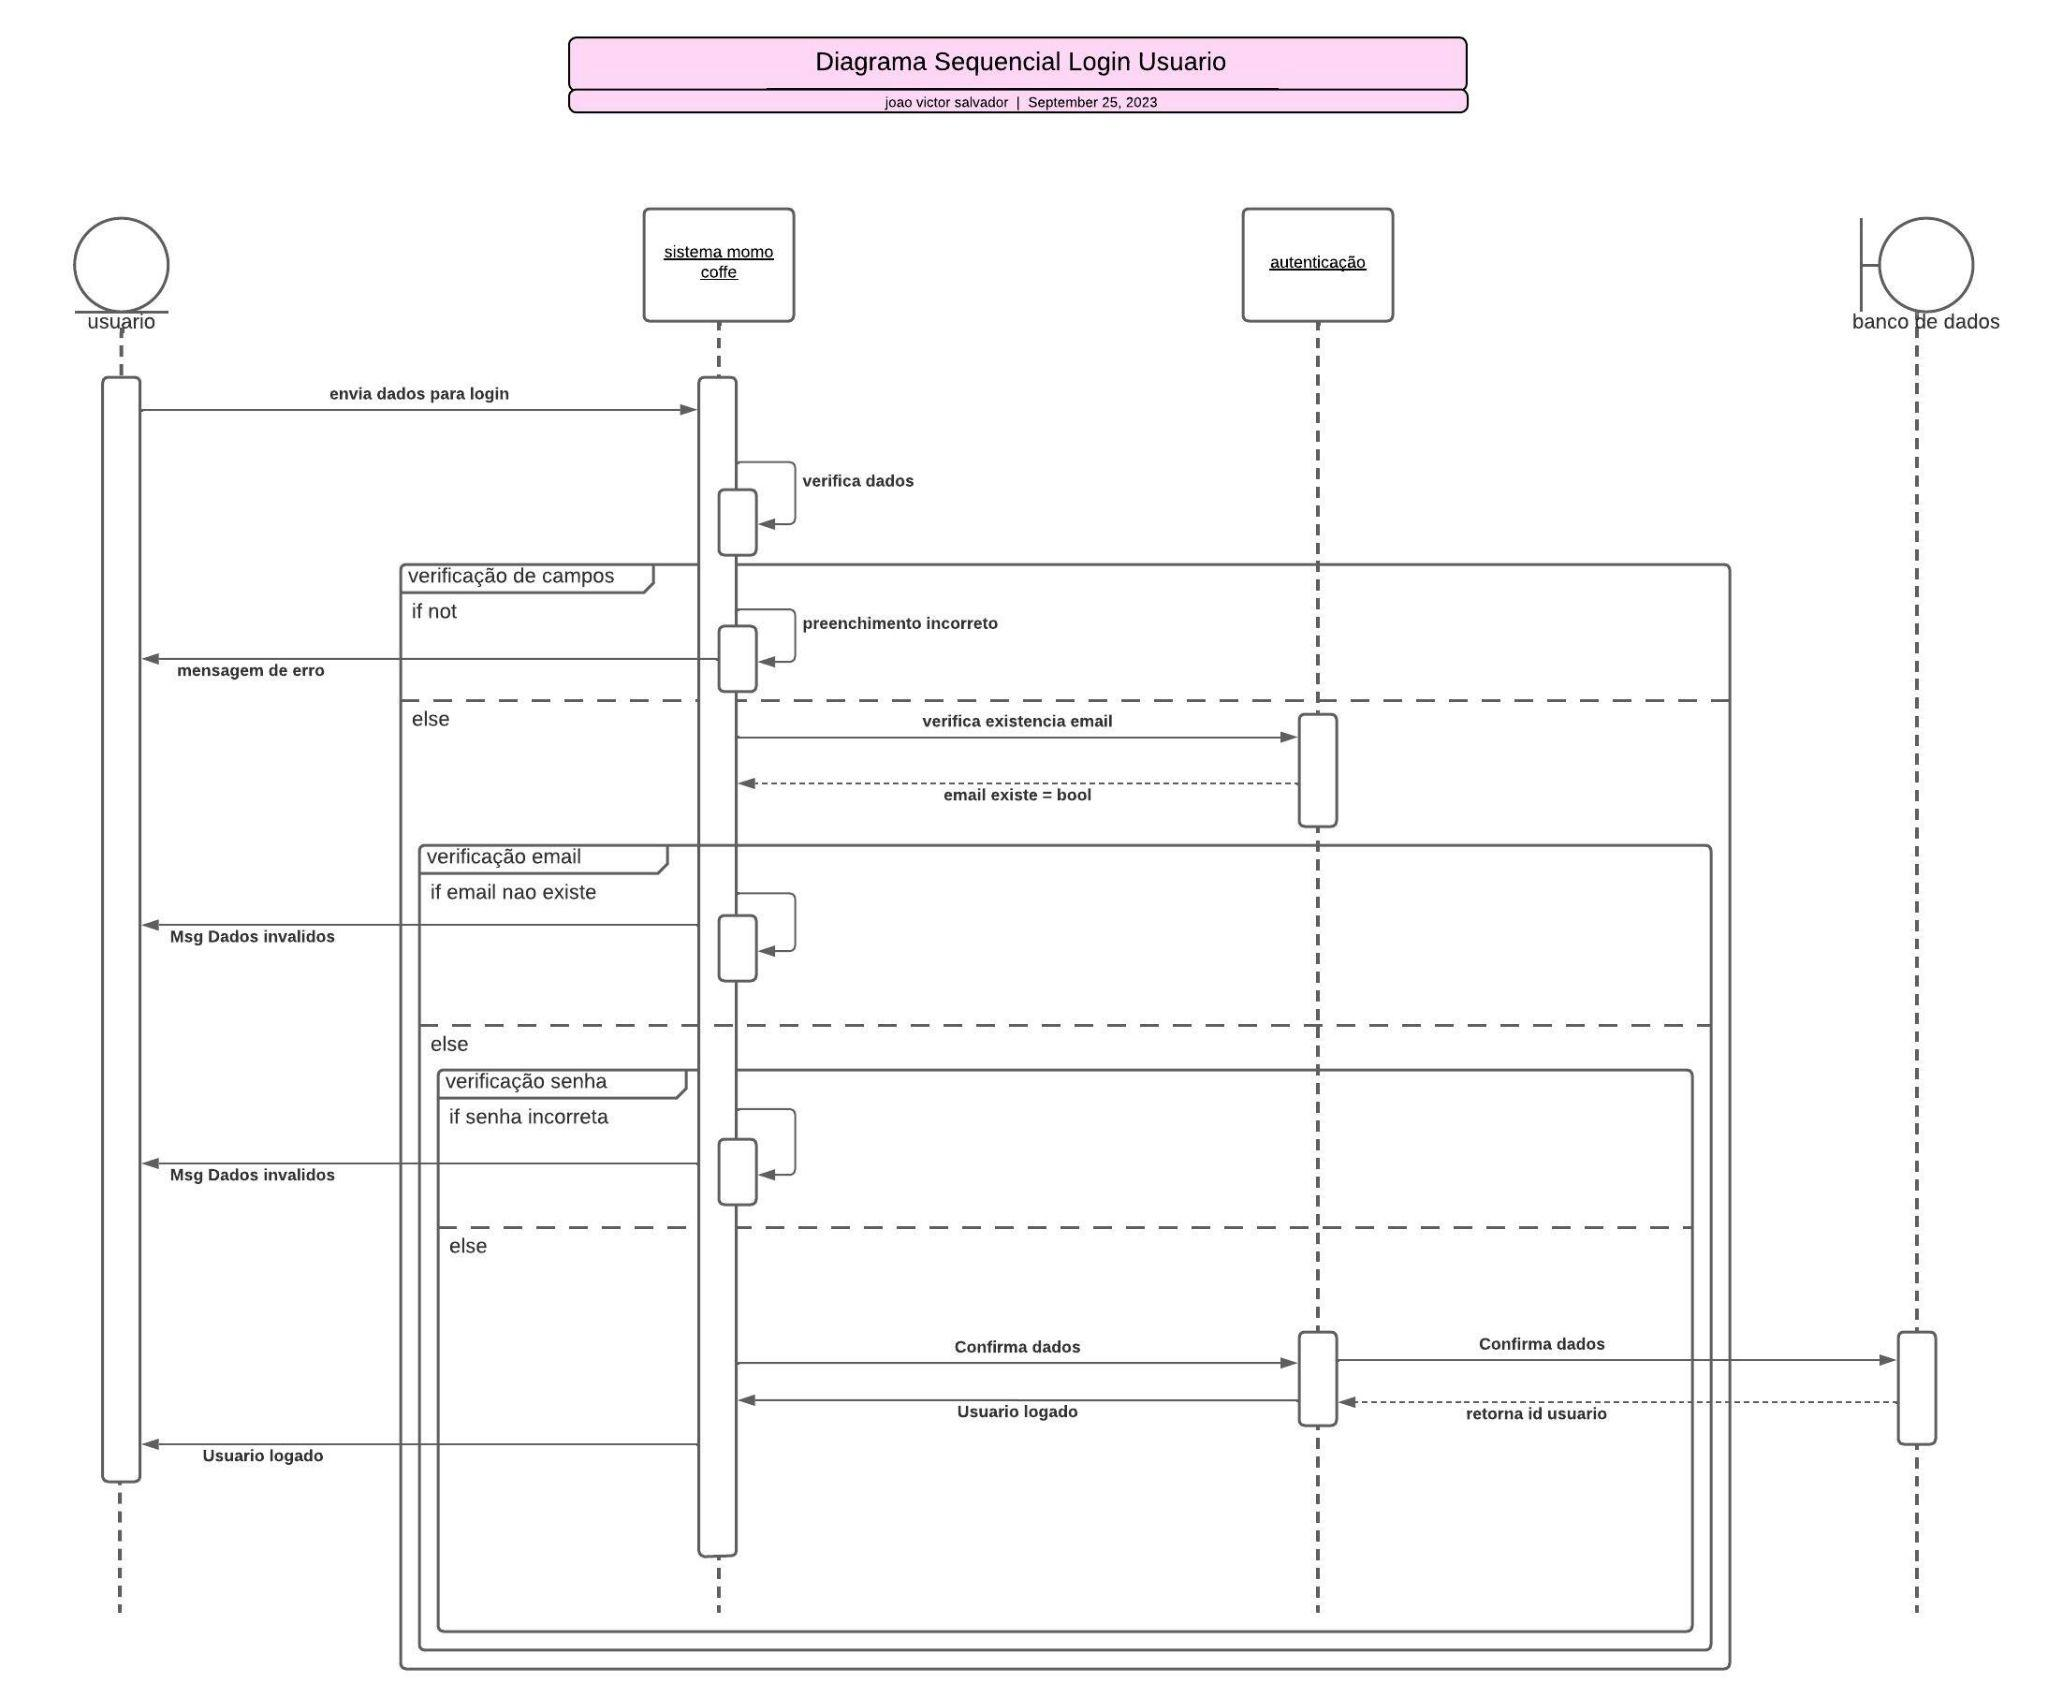 Diagrama Sequencial Login Usuario
joao victor salvador | September 25, 2023
usuario
sistema momo
coffe
autenticação
banco de dados
envia dados para login
verifica dados
verificação de campos
if not
preenchimento incorreto
mensagem de erro
else
verifica existencia email
email existe = bool
verificação email
if email nao existe
Msg Dados invalidos
else
verificação senha
if senha incorreta
Msg Dados invalidos
else
Confirma dados
Confirma dados
Usuario logado
retorna id usuario
Usuario logado